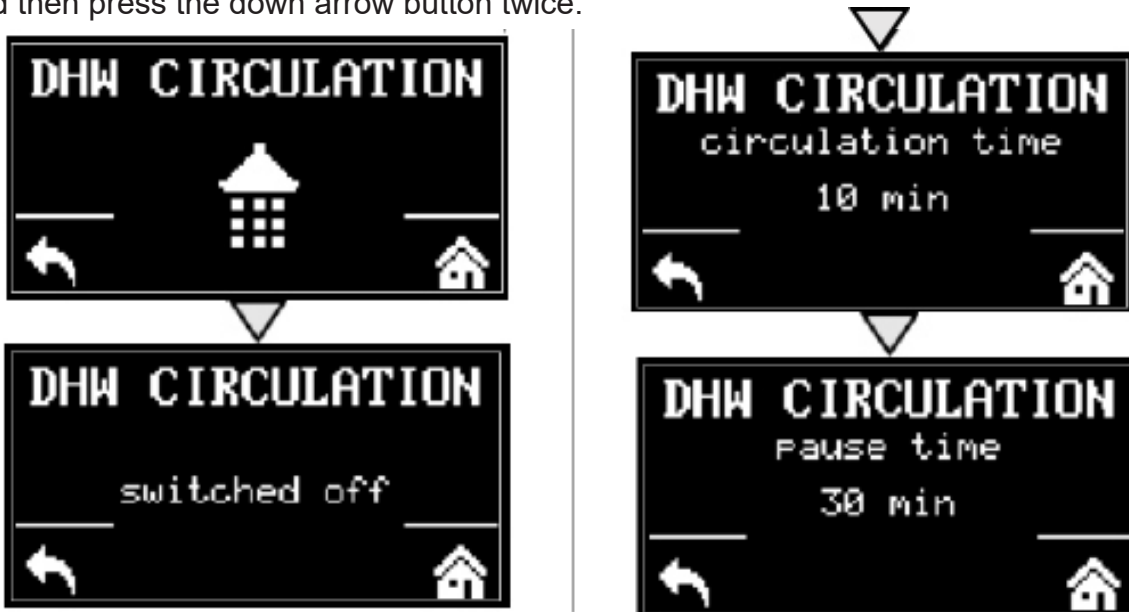 then press the down arrow button twice.
DHW CIRCULATION
DHW CIRCULATION
switched off
DHW CIRCULATION
circulation time
10 min
DHW CIRCULATION
pause time
30 min